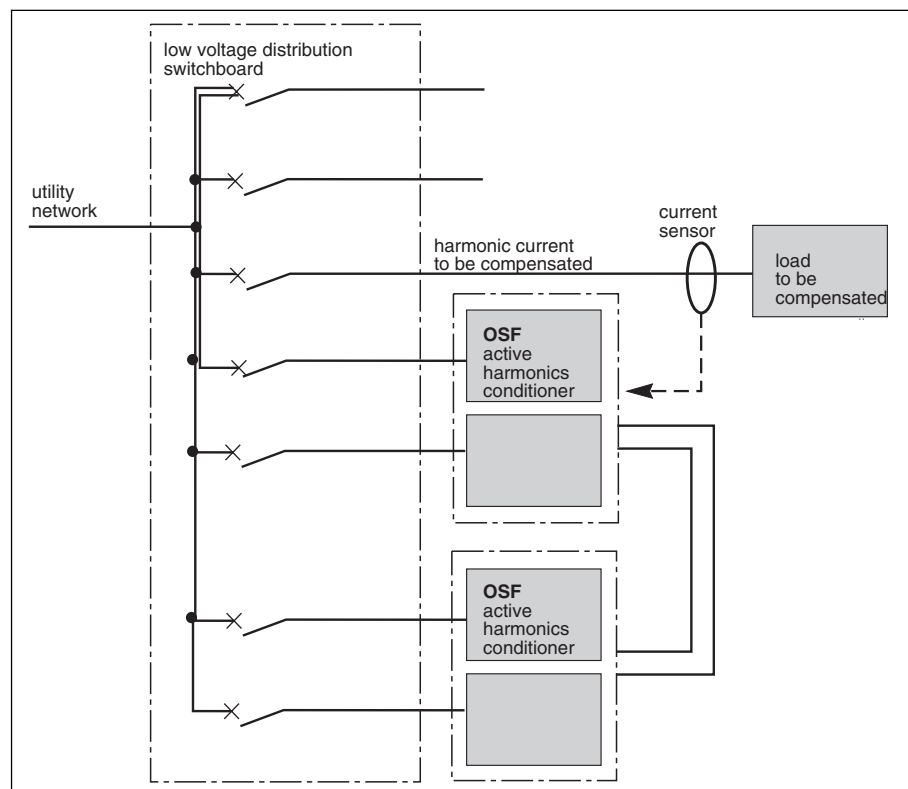 low voltage distribution
switchboard
utility
network
current
sensor
harmonic current
to be compensated
load
to be
compensated
OSF
active
harmonics
conditioner
OSF
active
harmonics
conditioner